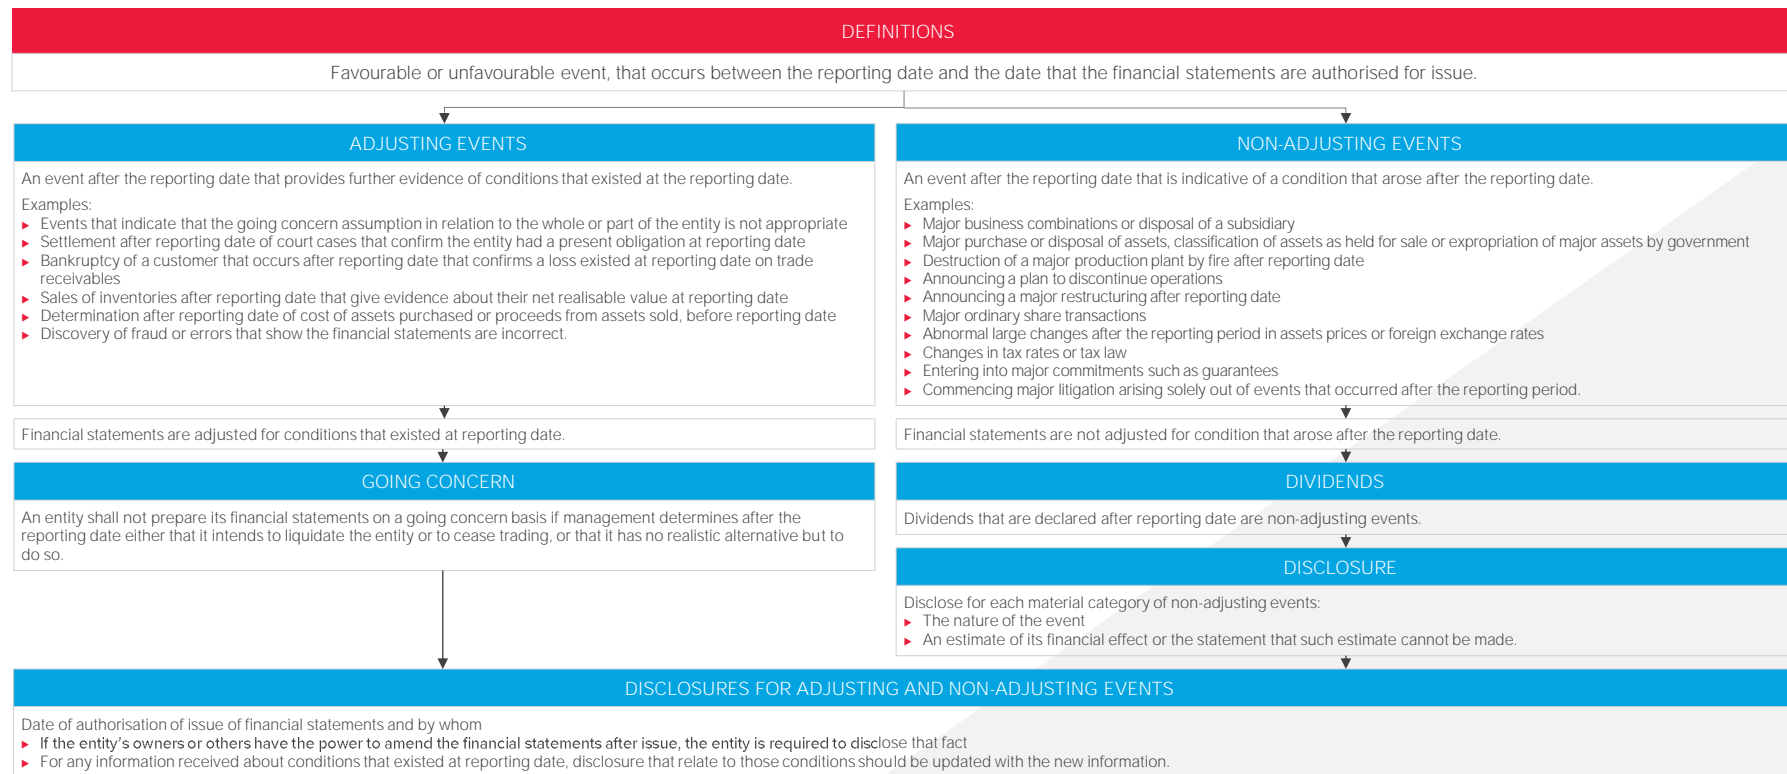 DEFINITIONS
Favourable or unfavourable event, that occurs between the reporting date and the date that the financial statements are authorised for issue.
ADJUSTING EVENTS
An event after the reporting date that provides further evidence of conditions that existed at the reporting date.
Examples:
► Events that indicate that the going concern assumption in relation to the whole or part of the entity is not appropriate
► Settlement after reporting date of court cases that confirm the entity had a present obligation at reporting date
► Bankruptcy of a customer that occurs after reporting date that confirms a loss existed at reporting date on trade
receivables
► Sales of inventories after reporting date that give evidence about their net realisable value at reporting date
► Determination after reporting date of cost of assets purchased or proceeds from assets sold, before reporting date
► Discovery of fraud or errors that show the financial statements are incorrect.
Financial statements are adjusted for conditions that existed at reporting date.
GOING CONCERN
An entity shall not prepare its financial statements on a going concern basis if management determines after the
reporting date either that it intends to liquidate the entity or to cease trading, or that it has no realistic alternative but to
do so.
NON-ADJUSTING EVENTS
An event after the reporting date that is indicative of a condition that arose after the reporting date.
Examples:
► Major business combinations or disposal of a subsidiary
► Major purchase or disposal of assets, classification of assets as held for sale or expropriation of major assets by government
► Destruction of a major production plant by fire after reporting date
► Announcing a plan to discontinue operations
► Announcing a major restructuring after reporting date
► Major ordinary share transactions
► Abnormal large changes after the reporting period in assets prices or foreign exchange rates
► Changes in tax rates or tax law
► Entering into major commitments such as guarantees
► Commencing major litigation arising solely out of events that occurred after the reporting period.
Financial statements are not adjusted for condition that arose after the reporting date.
DIVIDENDS
Dividends that are declared after reporting date are non-adjusting events.
DISCLOSURE
Disclose for each material category of non-adjusting events:
► The nature of the event
► An estimate of its financial effect or the statement that such estimate cannot be made.
DISCLOSURES FOR ADJUSTING AND NON-ADJUSTING EVENTS
Date of authorisation of issue of financial statements and by whom
► If the entity's owners or others have the power to amend the financial statements after issue, the entity is required to disclose that fact
► For any information received about conditions that existed at reporting date, disclosure that relate to those conditions should be updated with the new information.